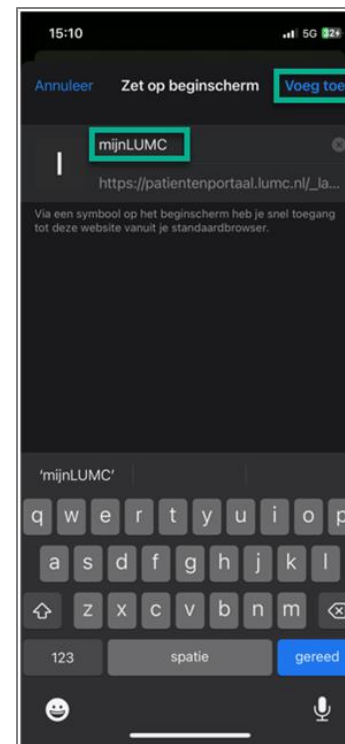 15:10 5G 32
Annuleer Zet op beginscherm Voeg toe
I mijnLUMC
https://patientenportaal.lumc.nl/_la...
Via een symbool op het beginscherm heb je snel toegang
tot deze website vanuit je standaardbrowser.
'mijnLUMC'
q w e r t y u i o p
a s d f g h j k l
z x c v b n m
123 spatie gereed